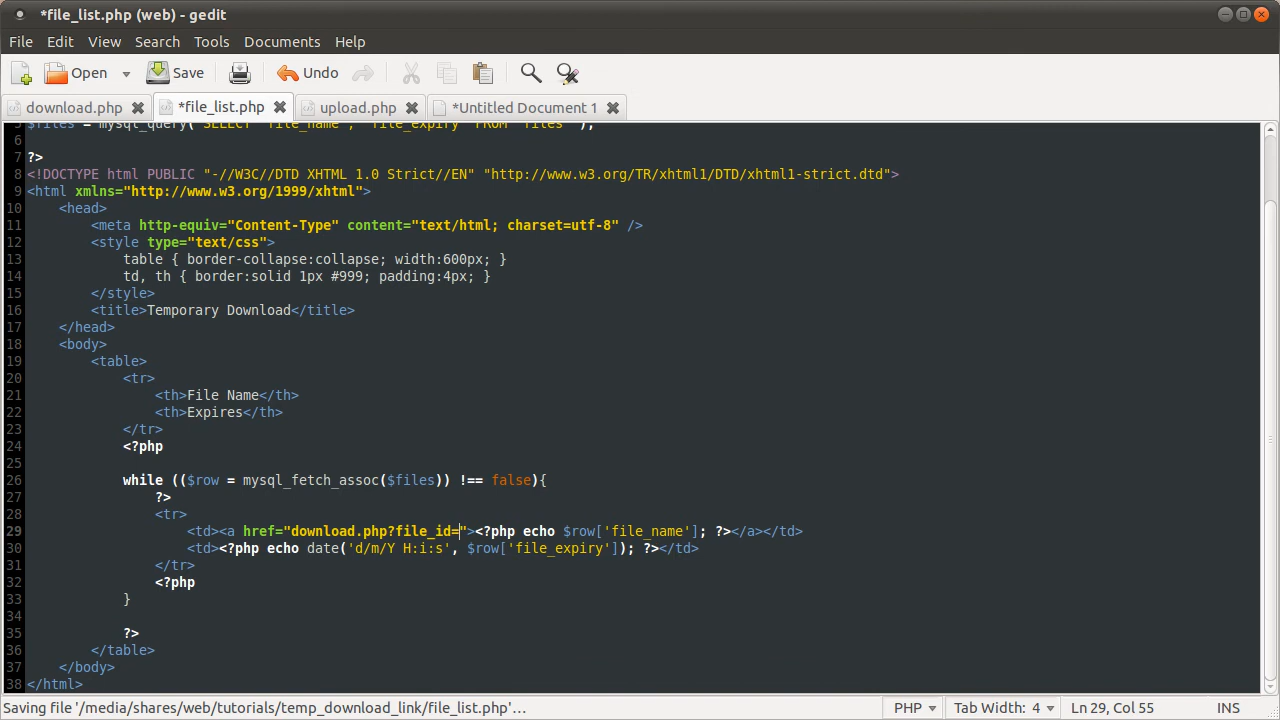 *file_list.php (web) - gedit
File Edit View Search Tools Documents Help
Open Save Undo
download.php *file_list.php upload.php *Untitled Document 1
5 $files = mysql_query("SELECT `file_name`, `file_expiry` FROM `files`");
6
7 ?>
8 <!DOCTYPE html PUBLIC "-//W3C//DTD XHTML 1.0 Strict//EN" "http://www.w3.org/TR/xhtml1/DTD/xhtml1-strict.dtd">
9 <html xmlns="http://www.w3.org/1999/xhtml">
10 <head>
11 <meta http-equiv="Content-Type" content="text/html; charset=utf-8" />
12 <style type="text/css">
13 table { border-collapse:collapse; width:600px; }
14 td, th { border:solid 1px #999; padding:4px; }
15 </style>
16 <title>Temporary Download</title>
17 </head>
18 <body>
19 <table>
20 <tr>
21 <th>File Name</th>
22 <th>Expires</th>
23 </tr>
24 <?php
25
26 while (($row = mysql_fetch_assoc($files)) !== false){
27 ?>
28 <tr>
29 <td><a href="download.php?file_id="><?php echo $row['file_name']; ?></a></td>
30 <td><?php echo date('d/m/Y H:i:s', $row['file_expiry']); ?></td>
31 </tr>
32 <?php
33 }
34
35 ?>
36 </table>
37 </body>
38 </html>
Saving file '/media/shares/web/tutorials/temp_download_link/file_list.php'… PHP Tab Width: 4 Ln 29, Col 55 INS